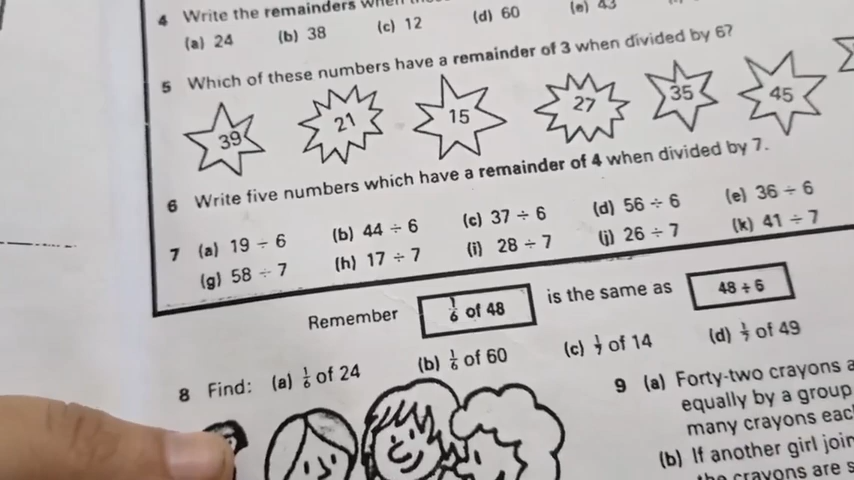 4 Write the remainders when
(a) 24 (b) 38 (c) 12 (d) 60 (e) 43
5 Which of these numbers have a remainder of 3 when divided by 6?
39 21 15 27 35 45
6 Write five numbers which have a remainder of 4 when divided by 7.
7 (a) 19 ÷ 6 (b) 44 ÷ 6 (c) 37 ÷ 6 (d) 56 ÷ 6 (e) 36 ÷ 6
(g) 58 ÷ 7 (h) 17 ÷ 7 (i) 28 ÷ 7 (j) 26 ÷ 7 (k) 41 ÷ 7
Remember 1/6 of 48 is the same as 48 ÷ 6
8 Find: (a) 1/6 of 24 (b) 1/6 of 60 (c) 1/7 of 14 (d) 1/7 of 49
9 (a) Forty-two crayons a
equally by a group
many crayons eac
(b) If another girl join
the crayons are s